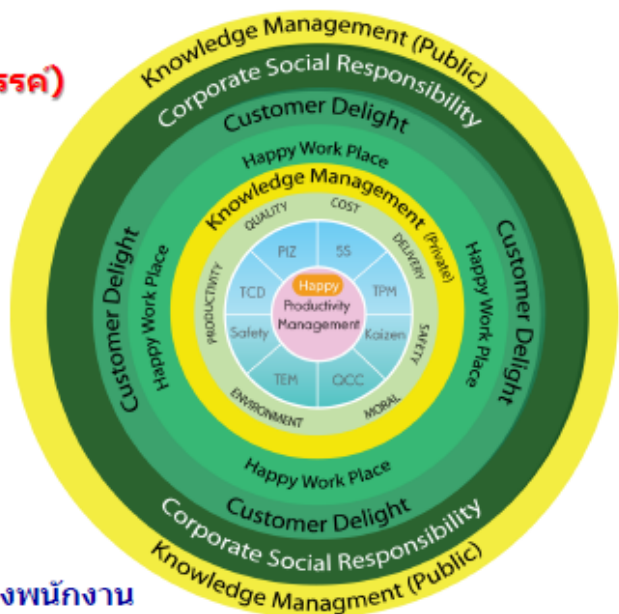 รรค์)
Knowledge Management (Public)
Corporate Social Responsibility
Customer Delight
Happy Work Place
Knowledge Management (Private)
QUALITY
COST
DELIVERY
SAFETY
MORAL
ENVIRONMENT
PRODUCTIVITY
PIZ
5S
TPM
Kaizen
QCC
TEM
Safety
TCD
Happy
Productivity
Management
Customer Delight
Happy Work Place
Happy Work Place
Customer Delight
Happy Work Place
Customer Delight
Corporate Social Responsibility
Knowledge Managment (Public)
งพนักงาน